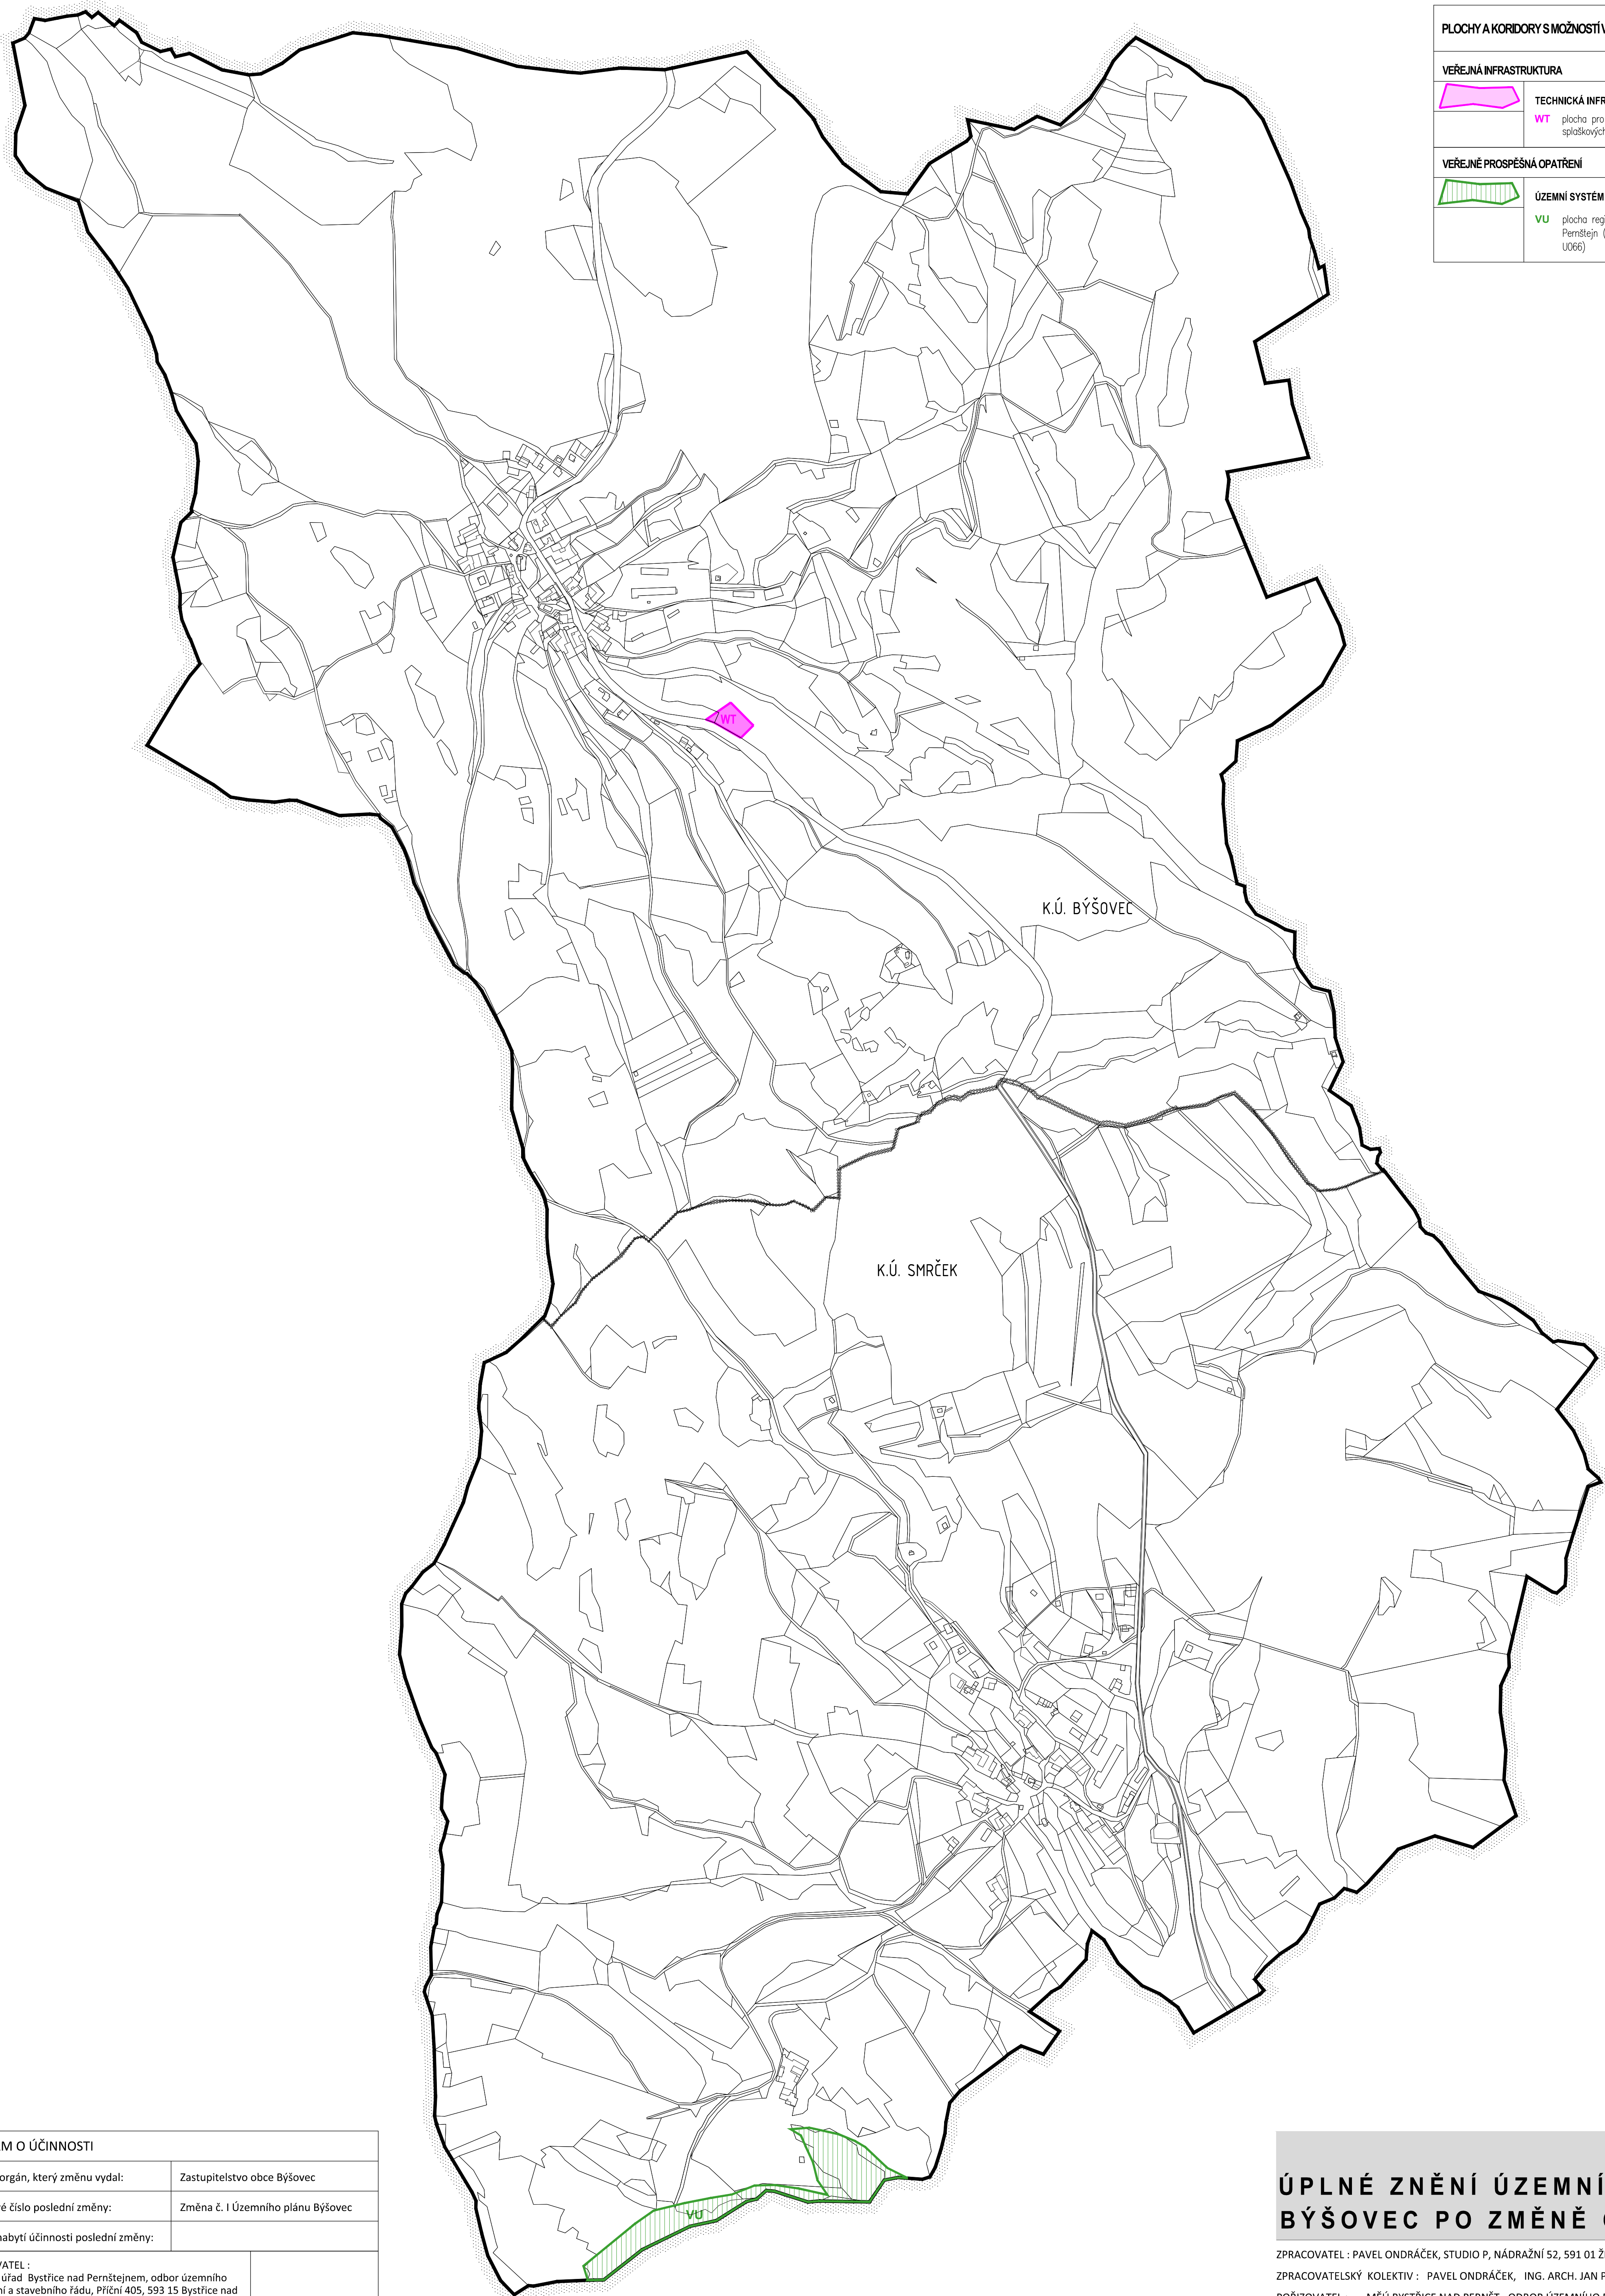 PLOCHY A KORIDORY S MOŽNOSTÍ
VEŘEJNÁ INFRASTRUKTURA
TECHNICKÁ
WT plocha pro
splaškových
VEŘEJNĚ PROSPĚŠNÁ OPATŘENÍ
ÚZEMNÍ SYSTÉM
VU plocha
Pernštejn
U066)
WT
K.Ú. BÝŠOVEC
K.Ú. SMRČEK
VU
O ÚČINNOSTI
orgán, který změnu vydal: Zastupitelstvo obce Býšovec
číslo poslední změny: Změna č. I Územního plánu Býšovec
nabytí účinnosti poslední změny:
úřad Bystřice nad Pernštejnem, odbor územního
a stavebního řádu, Příční 405, 593 15 Bystřice nad
ÚPLNÉ ZNĚNÍ
BÝŠOVEC PO ZMĚNĚ
ZPRACOVATEL : PAVEL ONDRÁČEK, STUDIO P, NÁDRAŽNÍ 52, 591 01
ZPRACOVATELSKÝ KOLEKTIV : PAVEL ONDRÁČEK, ING. ARCH. JAN